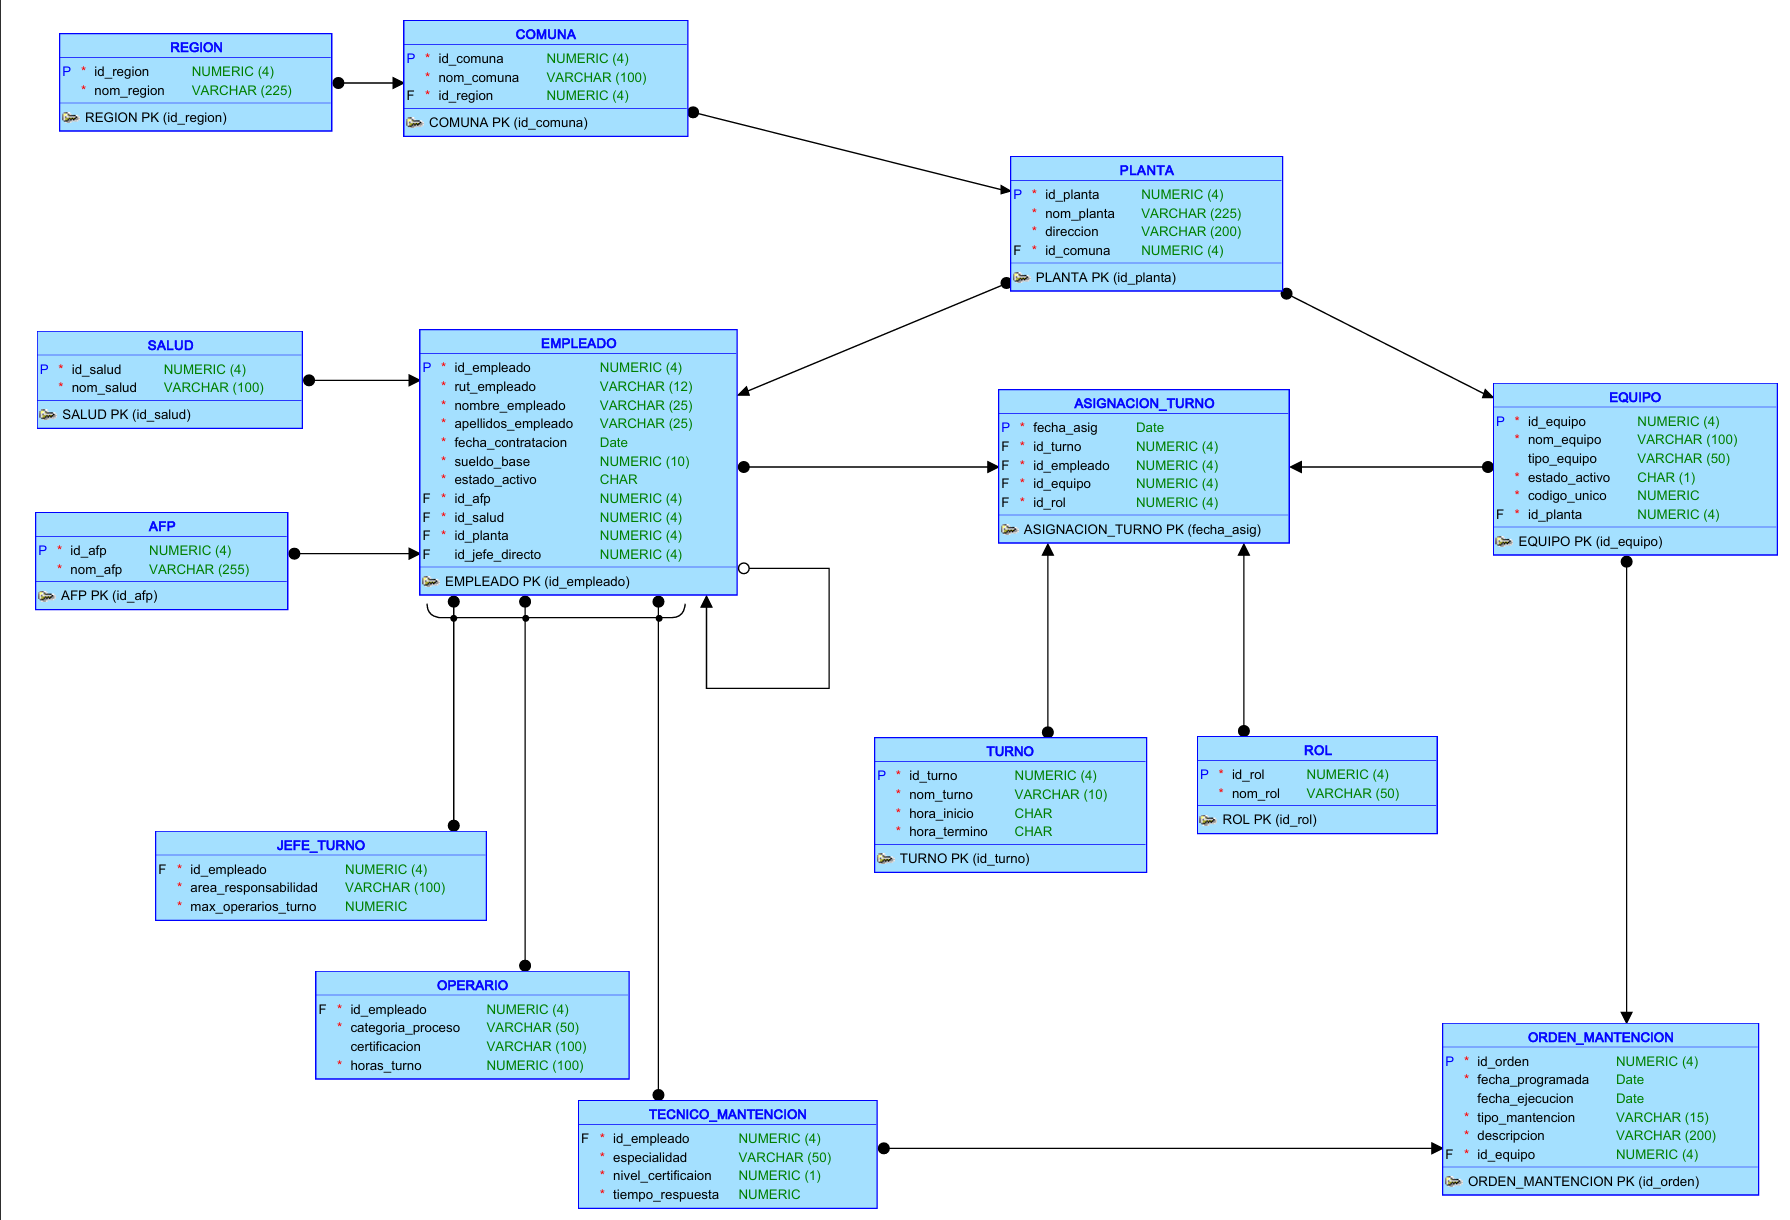 REGION
P * id_region NUMERIC (4)
* nom_region VARCHAR (225)
REGION PK (id_region)
COMUNA
P * id_comuna NUMERIC (4)
* nom_comuna VARCHAR (100)
F * id_region NUMERIC (4)
COMUNA PK (id_comuna)
PLANTA
P * id_planta NUMERIC (4)
* nom_planta VARCHAR (225)
* direccion VARCHAR (200)
F * id_comuna NUMERIC (4)
PLANTA PK (id_planta)
SALUD
P * id_salud NUMERIC (4)
* nom_salud VARCHAR (100)
SALUD PK (id_salud)
EMPLEADO
P * id_empleado NUMERIC (4)
* rut_empleado VARCHAR (12)
* nombre_empleado VARCHAR (25)
* apellidos_empleado VARCHAR (25)
* fecha_contratacion Date
* sueldo_base NUMERIC (10)
* estado_activo CHAR
F * id_afp NUMERIC (4)
F * id_salud NUMERIC (4)
F * id_planta NUMERIC (4)
F id_jefe_directo NUMERIC (4)
EMPLEADO PK (id_empleado)
ASIGNACION_TURNO
P * fecha_asig Date
F * id_turno NUMERIC (4)
F * id_empleado NUMERIC (4)
F * id_equipo NUMERIC (4)
F * id_rol NUMERIC (4)
ASIGNACION_TURNO PK (fecha_asig)
EQUIPO
P * id_equipo NUMERIC (4)
* nom_equipo VARCHAR (100)
tipo_equipo VARCHAR (50)
* estado_activo CHAR (1)
* codigo_unico NUMERIC
F * id_planta NUMERIC (4)
EQUIPO PK (id_equipo)
AFP
P * id_afp NUMERIC (4)
* nom_afp VARCHAR (255)
AFP PK (id_afp)
TURNO
P * id_turno NUMERIC (4)
* nom_turno VARCHAR (10)
* hora_inicio CHAR
* hora_termino CHAR
TURNO PK (id_turno)
ROL
P * id_rol NUMERIC (4)
* nom_rol VARCHAR (50)
ROL PK (id_rol)
JEFE_TURNO
F * id_empleado NUMERIC (4)
* area_responsabilidad VARCHAR (100)
* max_operarios_turno NUMERIC
OPERARIO
F * id_empleado NUMERIC (4)
* categoria_proceso VARCHAR (50)
certificacion VARCHAR (100)
* horas_turno NUMERIC (100)
TECNICO_MANTENCION
F * id_empleado NUMERIC (4)
* especialidad VARCHAR (50)
* nivel_certificaion NUMERIC (1)
* tiempo_respuesta NUMERIC
ORDEN_MANTENCION
P * id_orden NUMERIC (4)
* fecha_programada Date
fecha_ejecucion Date
* tipo_mantencion VARCHAR (15)
* descripcion VARCHAR (200)
F * id_equipo NUMERIC (4)
ORDEN_MANTENCION PK (id_orden)